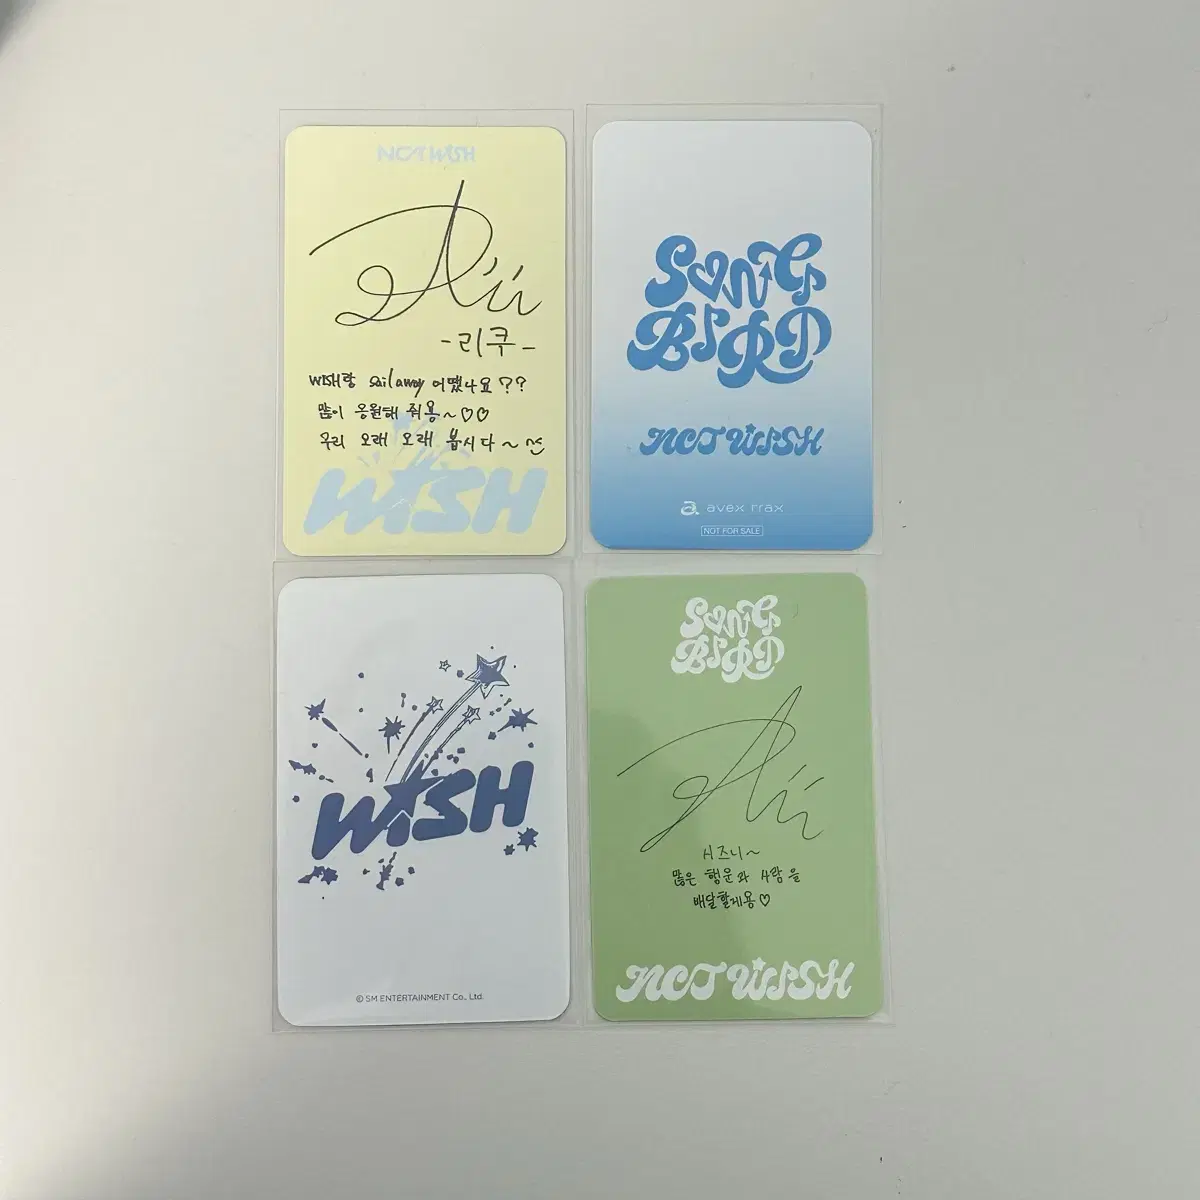 NCT WISH
-리쿠-
WISH랑 Sail away 어땠나요??
많이 응원해 줘용~♡♡
우리 오래 오래 봅시다~
WISH
SONG
BIRD
NCT WISH
avex trax
NOT FOR SALE
WISH
© SM ENTERTAINMENT Co., Ltd.
SONG
BIRD
시즈니~
많은 행운과 사랑을
배달할게용♡
NCT WISH